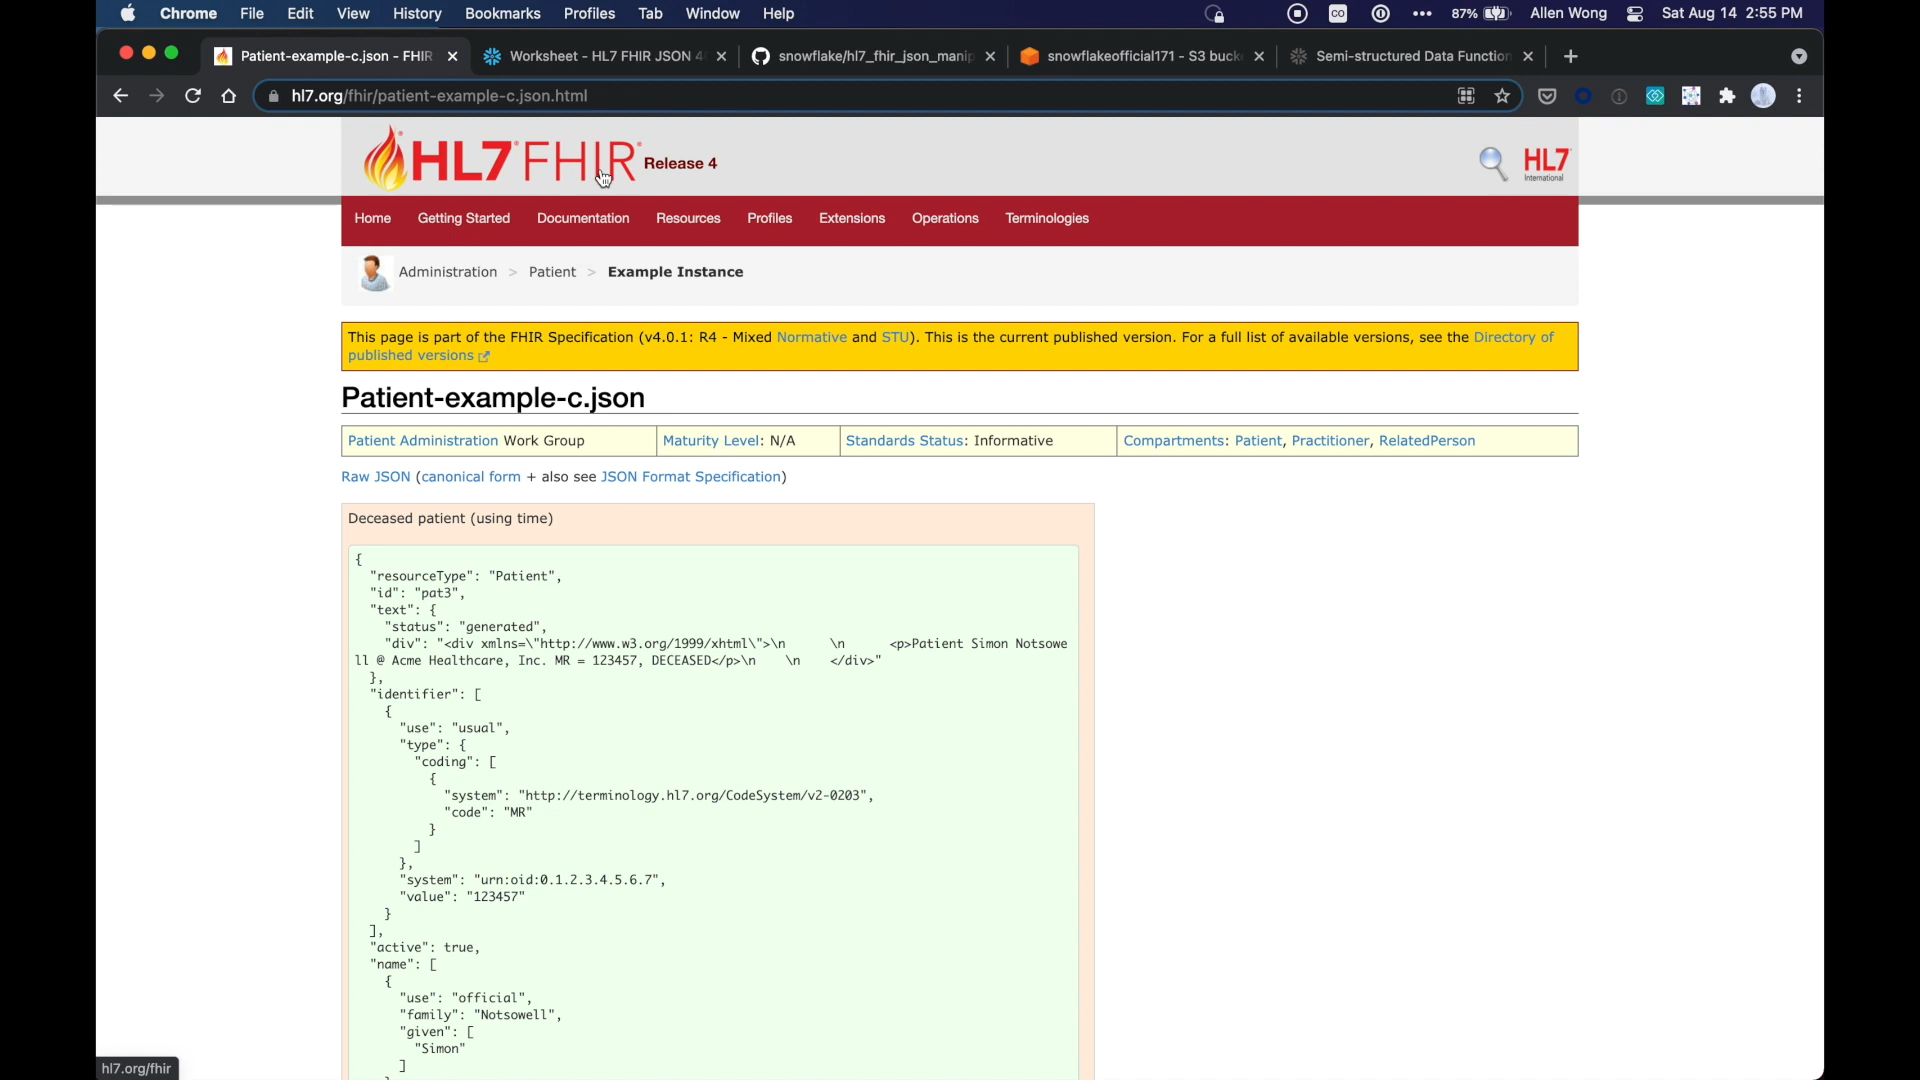 Chrome File Edit View History Bookmarks Profiles Tab Window Help CO 87% Allen Wong Sat Aug 14 2:55 PM
Patient-example-c.json - FHIR Worksheet - HL7 FHIR JSON snowflake/hl7_fhir_json_manip snowflakeofficial171 - S3 buck Semi-structured Data Function
hl7.org/fhir/patient-example-c.json.html
HL7 FHIR Release 4
HL7
International
Home Getting Started Documentation Resources Profiles Extensions Operations Terminologies
Administration > Patient > Example Instance
This page is part of the FHIR Specification (v4.0.1: R4 - Mixed Normative and STU). This is the current published version. For a full list of available versions, see the Directory of
published versions
Patient-example-c.json
Patient Administration Work Group Maturity Level: N/A Standards Status: Informative Compartments: Patient, Practitioner, RelatedPerson
Raw JSON (canonical form + also see JSON Format Specification)
Deceased patient (using time)
{
"resourceType": "Patient",
"id": "pat3",
"text": {
"status": "generated",
"div": "<div xmlns=\"http://www.w3.org/1999/xhtml\">\n \n <p>Patient Simon Notsowe
ll @ Acme Healthcare, Inc. MR = 123457, DECEASED</p>\n \n </div>"
},
"identifier": [
{
"use": "usual",
"type": {
"coding": [
{
"system": "http://terminology.hl7.org/CodeSystem/v2-0203",
"code": "MR"
}
]
},
"system": "urn:oid:0.1.2.3.4.5.6.7",
"value": "123457"
}
],
"active": true,
"name": [
{
"use": "official",
"family": "Notsowell",
"given": [
"Simon"
]
hl7.org/fhir